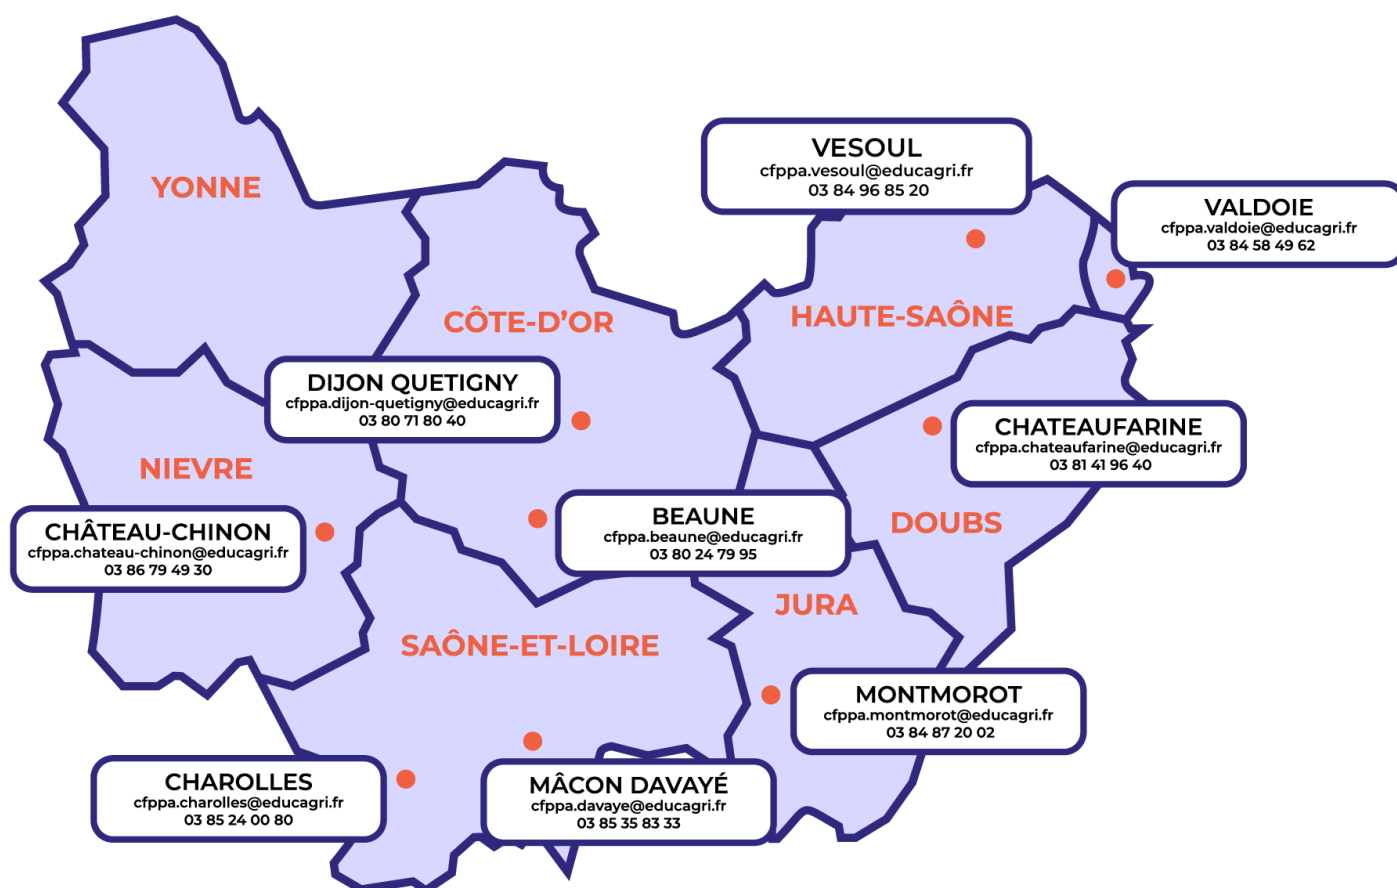 VESOUL
cfppa.vesoul@educagri.fr
03 84 96 85 20
YONNE
VALDOIE
cfppa.valdoie@educagri.fr
03 84 58 49 62
CÔTE-D'OR
HAUTE-SAÔNE
DIJON QUETIGNY
cfppa.dijon-quetigny@educagri.fr
03 80 71 80 40
CHATEAUFARINE
cfppa.chateaufarine@educagri.fr
03 81 41 96 40
NIEVRE
CHÂTEAU-CHINON
cfppa.chateau-chinon@educagri.fr
03 86 79 49 30
BEAUNE
cfppa.beaune@educagri.fr
03 80 24 79 95
DOUBS
JURA
SAÔNE-ET-LOIRE
MONTMOROT
cfppa.montmorot@educagri.fr
03 84 87 20 02
CHAROLLES
cfppa.charolles@educagri.fr
03 85 24 00 80
MÂCON DAVAYÉ
cfppa.davaye@educagri.fr
03 85 35 83 33